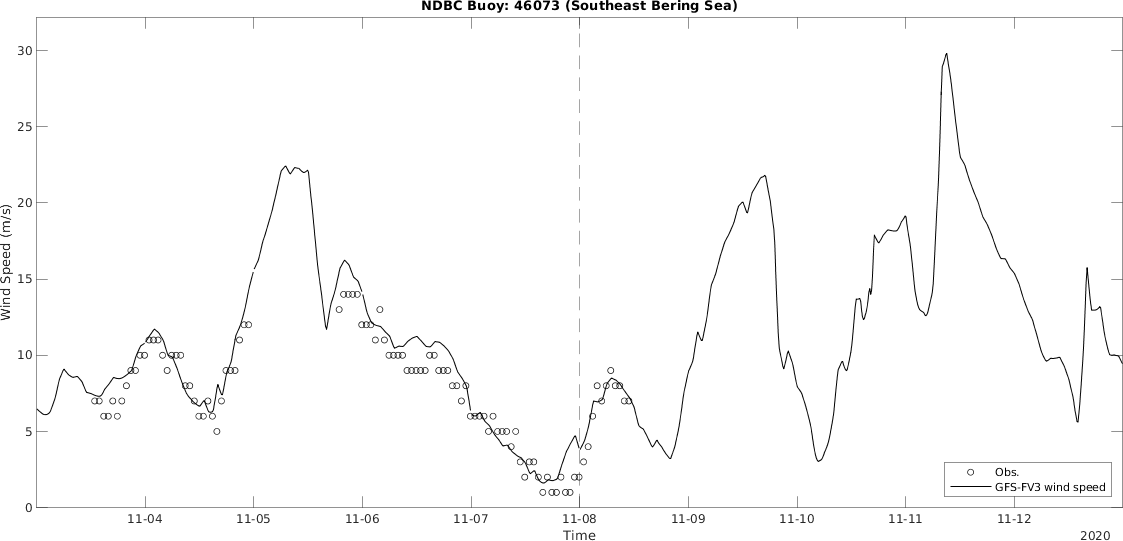 NDBC Buoy: 46073 (Southeast Bering Sea)
30
25
20
15
10
5
0
Wind Speed (m/s)
11-04 11-05 11-06 11-07 11-08 11-09 11-10 11-11 11-12
Time
2020
Obs.
GFS-FV3 wind speed